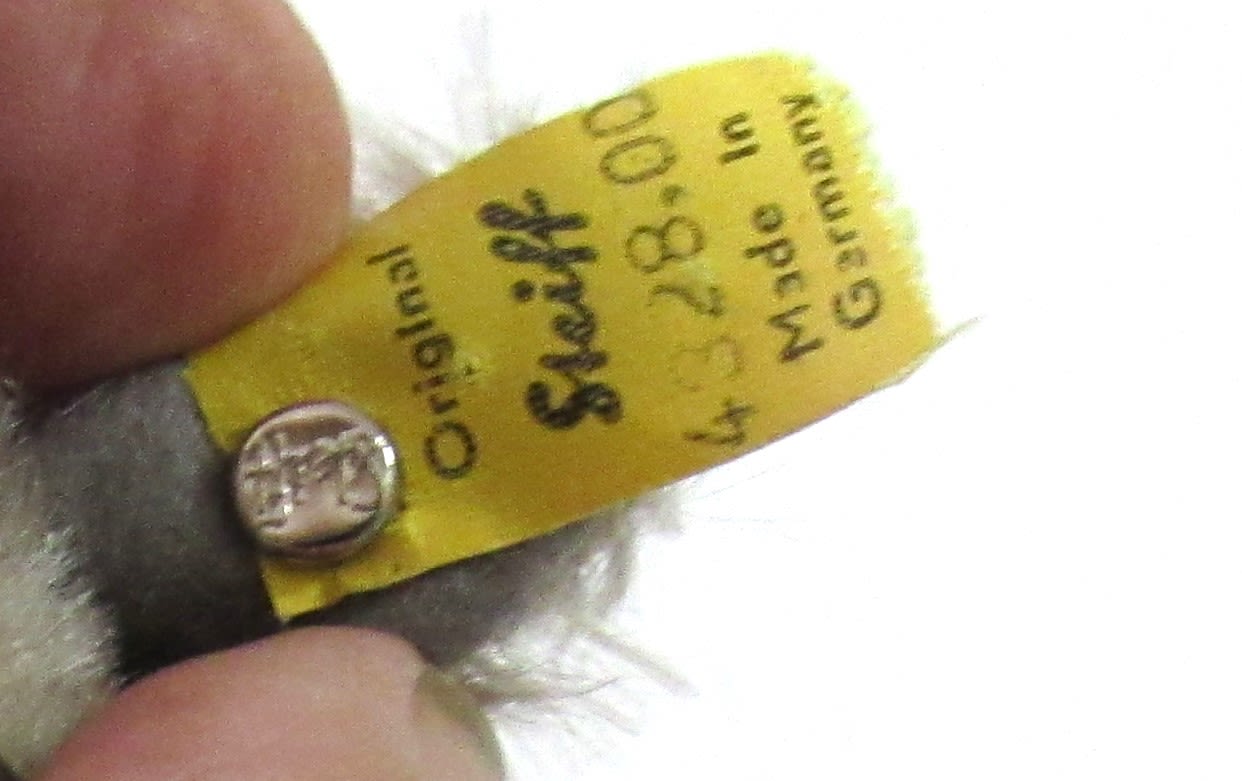 Original
Steiff
4328,00
Made In
Germany